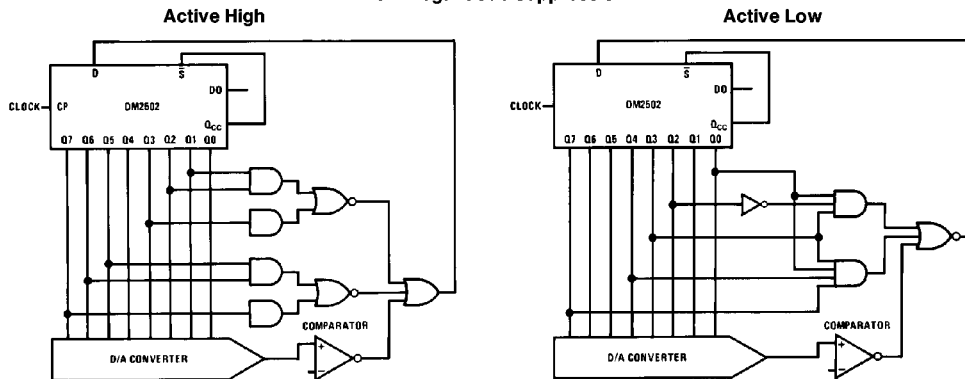 Active High
Active Low
D
S
DO
CLOCK
CP
DM2502
QCC
Q7 Q6 Q5 Q4 Q3 Q2 Q1 Q0
COMPARATOR
+
−
D/A CONVERTER
D
S
DO
CLOCK
DM2502
QCC
Q7 Q6 Q5 Q4 Q3 Q2 Q1 Q0
COMPARATOR
+
−
D/A CONVERTER